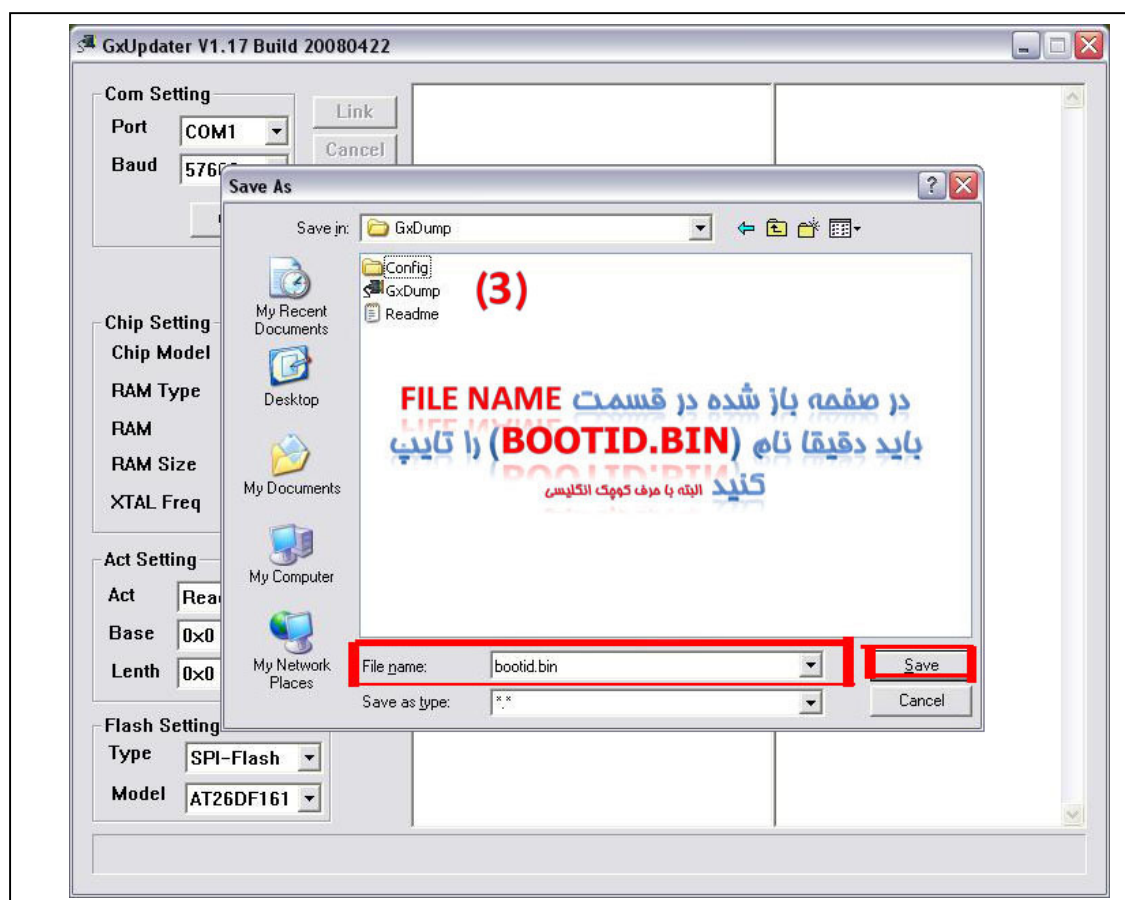 GxUpdater V1.17 Build 20080422
Com Setting
Port COM1
Baud
Link
Cancel
Save As
Save in: GxDump
Config
GxDump
Readme
(3)
My Recent Documents
Desktop
My Documents
My Computer
My Network Places
در صفحه باز شده در قسمت FILE NAME
باید دقیقا نام (BOOTID.BIN) را تایپ
کنید البته با حرف کوچک انگلیسی
File name: bootid.bin
Save
Save as type: *.*
Cancel
Chip Setting
Chip Model
RAM Type
RAM
RAM Size
XTAL Freq
Act Setting
Act
Base 0x0
Lenth 0x0
Flash Setting
Type SPI-Flash
Model AT26DF161